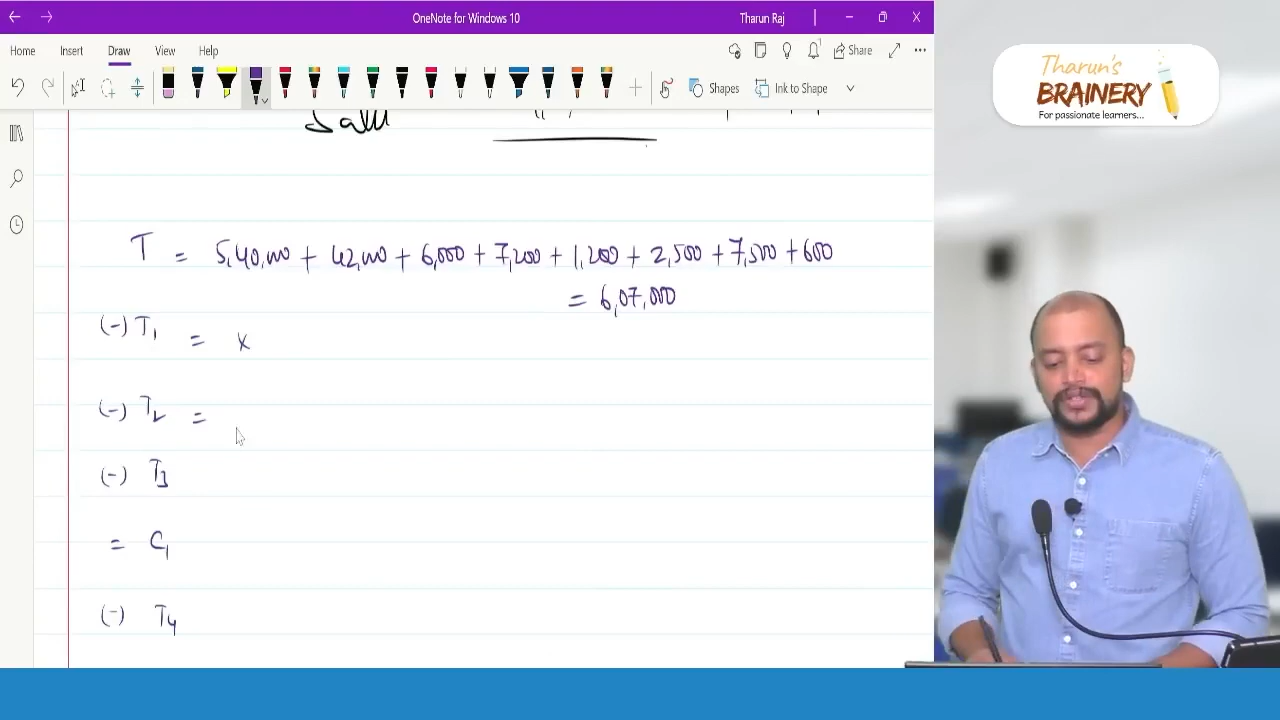 OneNote for Windows 10
Tharun Raj
Home Insert Draw View Help
Share
Shapes
Ink to Shape
Tharun's
BRAINERY
For passionate learners...
T = 5,40,000 + 42,000 + 6,000 + 7,200 + 1,200 + 2,500 + 7,500 + 600
= 6,07,000
(-) T1 = x
(-) T2 =
(-) T3
= C1
(-) T4